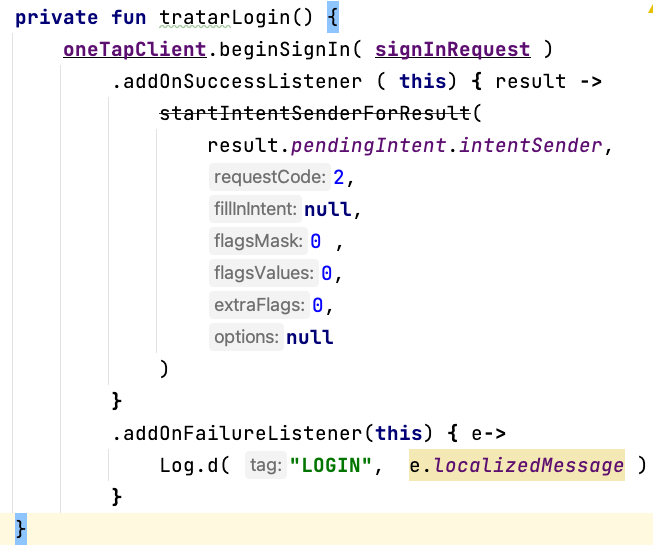 private fun tratarLogin() {
oneTapClient.beginSignIn( signInRequest )
.addOnSuccessListener ( this) { result ->
startIntentSenderForResult(
result.pendingIntent.intentSender,
requestCode: 2,
fillInIntent: null,
flagsMask: 0 ,
flagsValues: 0,
extraFlags: 0,
options: null
)
}
.addOnFailureListener(this) { e->
Log.d( tag: "LOGIN", e.localizedMessage )
}
}